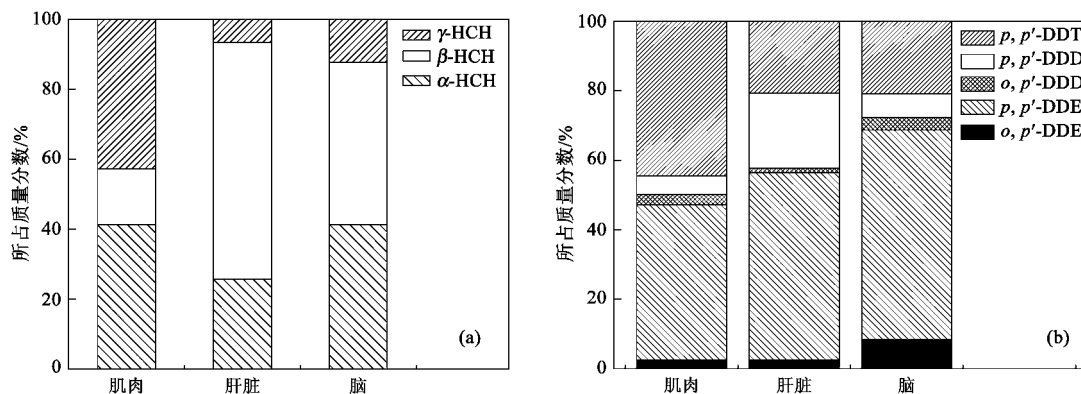 100
80
60
40
20
0
所占质量分数/%
γ-HCH
β-HCH
α-HCH
(a)
肌肉 肝脏 脑
100
80
60
40
20
0
所占质量分数/%
p, p′-DDT
p, p′-DDD
o, p′-DDD
p, p′-DDE
o, p′-DDE
(b)
肌肉 肝脏 脑